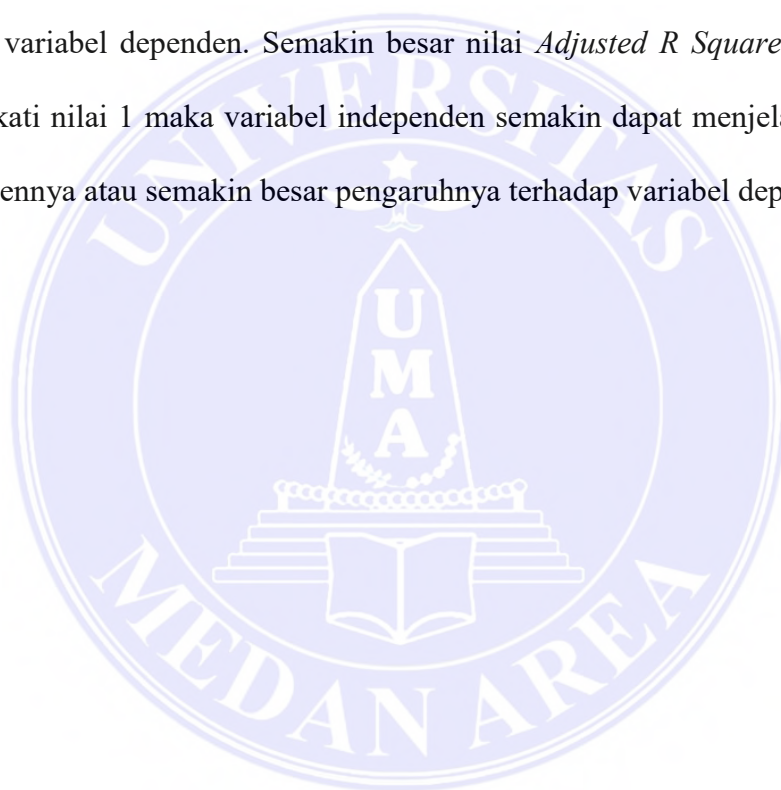 variabel dependen. Semakin besar nilai Adjusted R Square
kati nilai 1 maka variabel independen semakin dapat menjela
ennya atau semakin besar pengaruhnya terhadap variabel dep
UNIVERSITAS
U
M
A
MEDAN AREA